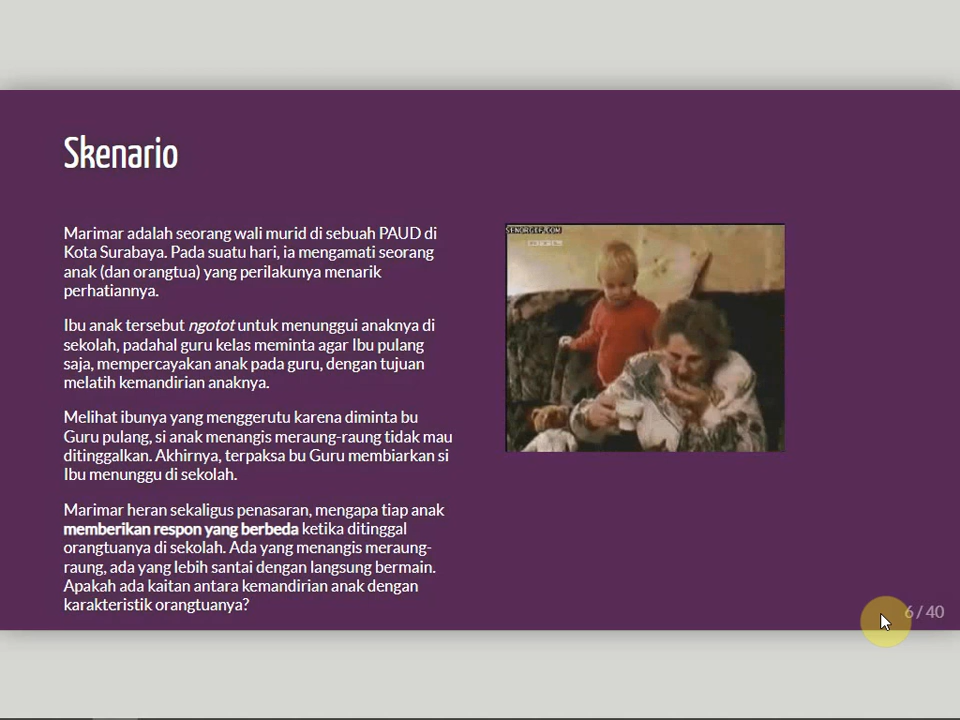 Skenario
Marimar adalah seorang wali murid di sebuah PAUD di
Kota Surabaya. Pada suatu hari, ia mengamati seorang
anak (dan orangtua) yang perilakunya menarik
perhatiannya.
Ibu anak tersebut ngotot untuk menunggui anaknya di
sekolah, padahal guru kelas meminta agar Ibu pulang
saja, mempercayakan anak pada guru, dengan tujuan
melatih kemandirian anaknya.
Melihat ibunya yang menggerutu karena diminta bu
Guru pulang, si anak menangis meraung-raung tidak mau
ditinggalkan. Akhirnya, terpaksa bu Guru membiarkan si
Ibu menunggu di sekolah.
Marimar heran sekaligus penasaran, mengapa tiap anak
memberikan respon yang berbeda ketika ditinggal
orangtuanya di sekolah. Ada yang menangis meraung-
raung, ada yang lebih santai dengan langsung bermain.
Apakah ada kaitan antara kemandirian anak dengan
karakteristik orangtuanya?
SENORGIF.COM
6 / 40